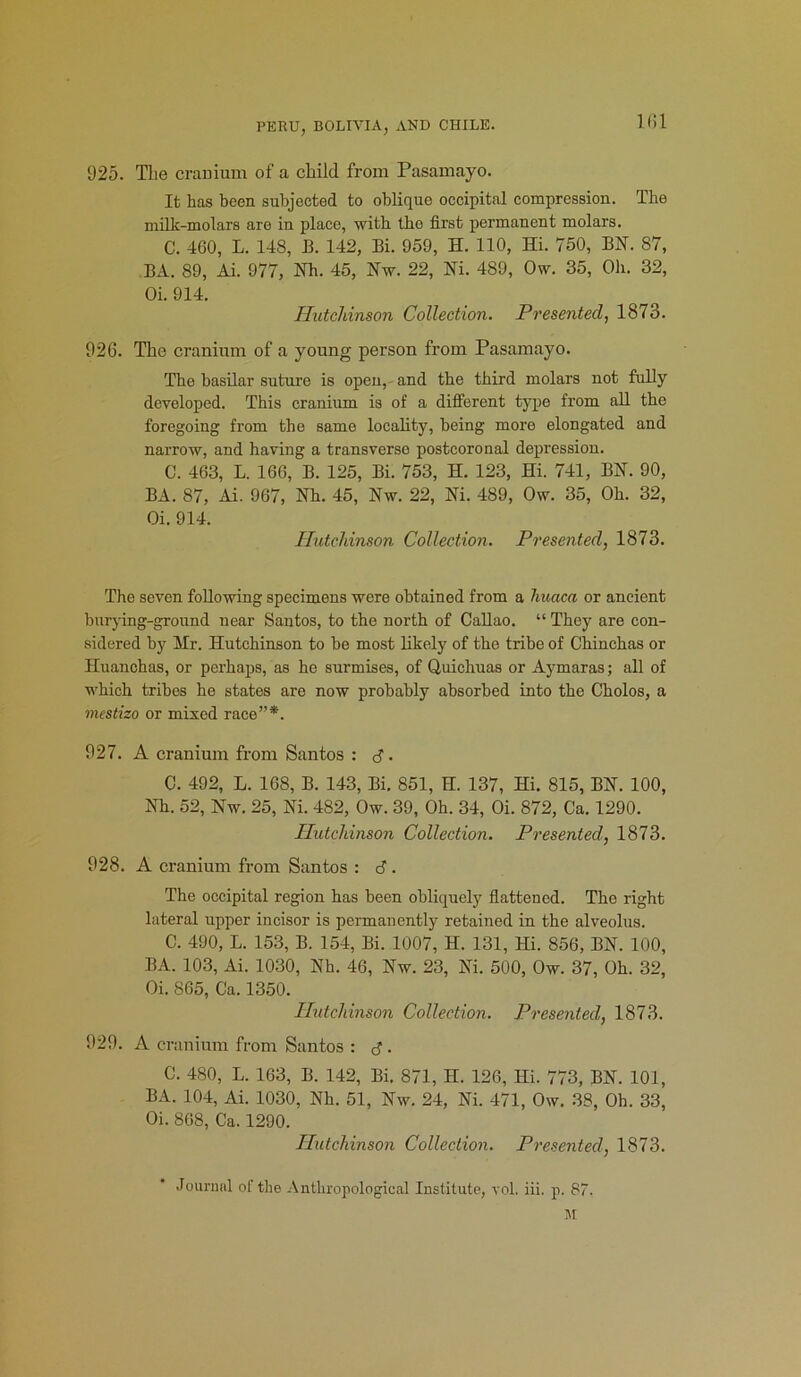 PERU, BOLIVIA, AND CHILE. 161
925. The cranium of a child from Pasamayo.
It has been subjected to oblique occipital compression. The
milk-molars are in place, with the first permanent molars.
C. 460, L. 148, B. 142, Bi. 959, H. 110, Hi. 750, BN. 87,
BA. 89, Ai. 977, Nh. 45, Nw. 22, Ni. 489, Ow. 35, Oh. 32,
Oi. 914.
Hutchinson Collection. Presented, 1873.
926. The cranium of a young person from Pasamayo.
The basilar suture is open, and the third molars not fully
developed. This cranium is of a different type from all the
foregoing from the same locality, being more elongated and
narrow, and having a transverse postcoronal depression.
C. 463, L. 166, B. 125, Bi. 753, H. 123, Hi. 741, BN. 90,
BA. 87, Ai. 967, Nh. 45, Nw. 22, Ni. 489, Ow. 35, Oh. 32,
Oi. 914.
Hutchinson Collection. Presented, 1873.
The seven following specimens were obtained from a huaca or ancient
burying-ground near Santos, to the north of Callao. “They are con-
sidered by Mr. Hutchinson to be most likely of the tribe of Chinchas or
Huanchas, or perhaps, as he surmises, of Quichuas or Aymaras; all of
which tribes he states are now probably absorbed into the Cholos, a
mestizo or mixed race”*.
927. A cranium from Santos : ♂.
C. 492, L. 168, B. 143, Bi. 851, H. 137, Hi. 815, BN. 100,
Nh. 52, Nw. 25, Ni. 482, Ow. 39, Oh. 34, Oi. 872, Ca. 1290.
Hutchinson Collection. Presented, 1873.
928. A cranium from Santos : ♂.
The occipital region has been obliquely flattened. The right
lateral upper incisor is permanently retained in the alveolus.
C. 490, L. 153, B. 154, Bi. 1007, H. 131, Hi. 856, BN. 100,
BA. 103, Ai. 1030, Nh. 46, Nw. 23, Ni. 500, Ow. 37, Oh. 32,
Oi. 865, Ca. 1350.
Hutchinson Collection. Presented, 1873.
929. A cranium from Santos : ♂.
C. 480, L. 163, B. 142, Bi. 871, H. 126, Hi. 773, BN. 101,
BA. 104, Ai. 1030, Nh. 51, Nw. 24, Ni. 471, Ow. 38, Oh. 33,
Oi. 868, Ca. 1290.
Hutchinson Collection. Presented, 1873.
* Journal of the Anthropological Institute, vol. iii. p. 87.
M